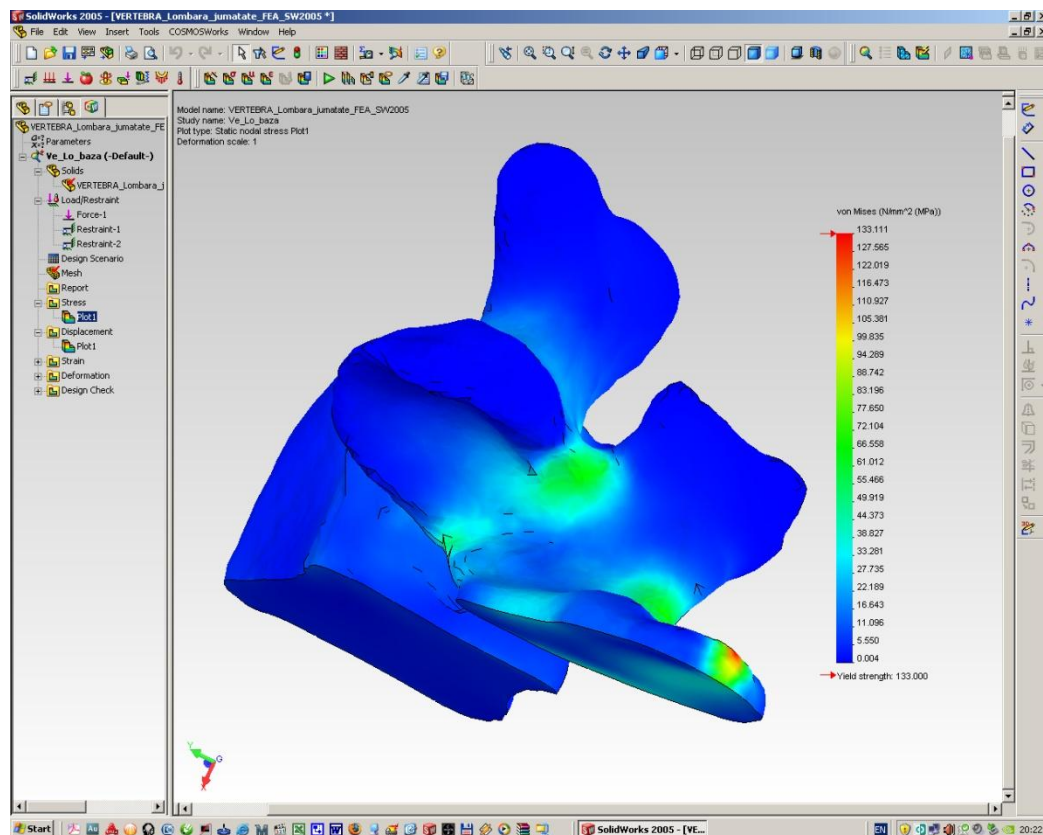 SolidWorks 2005 - [VERTEBRA_Lombara_jumatate_FEA_SW2005 *]
File Edit View Insert Tools COSMOSWorks Window Help
VERTEBRA_Lombara_jumatate_FE
Parameters
Ve_Lo_baza (-Default-)
Solids
VERTEBRA_Lombara_j
Load/Restraint
Force-1
Restraint-1
Restraint-2
Design Scenario
Mesh
Report
Stress
Plot1
Displacement
Plot1
Strain
Deformation
Design Check
Model name: VERTEBRA_Lombara_jumatate_FEA_SW2005
Study name: Ve_Lo_baza
Plot type: Static nodal stress Plot1
Deformation scale: 1
von Mises (N/mm^2 (MPa))
133.111
127.565
122.019
116.473
110.927
105.381
99.835
94.289
88.742
83.196
77.650
72.104
66.558
61.012
55.466
49.919
44.373
38.827
33.281
27.735
22.189
16.643
11.096
5.550
0.004
Yield strength: 133.000
Y
G
X
Start
SolidWorks 2005 - [VE...
EN
20:22